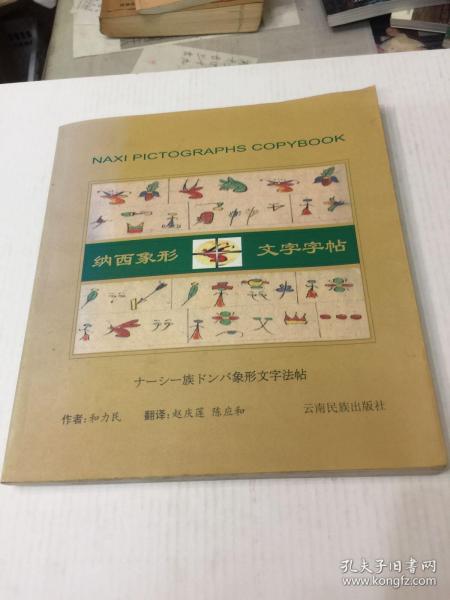 NAXI PICTOGRAPHS COPYBOOK
纳西象形 文字字帖
ナーシー族ドンバ象形文字法帖
作者:和力民 翻译:赵庆莲 陈应和 云南民族出版社
孔夫子旧书网
www.kongfz.com